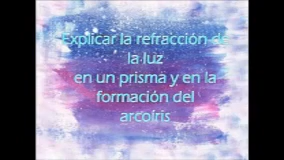 Explicar la refracción de
la luz
en un prisma y en la
formación del
arcoíris